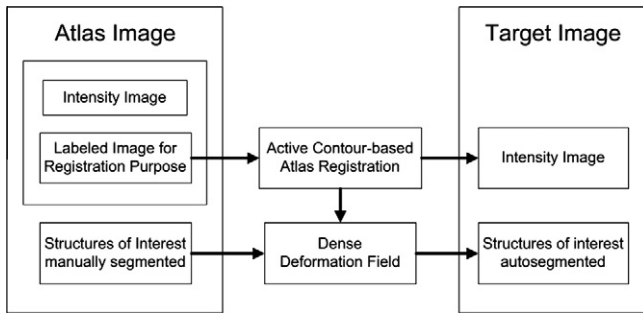 Atlas Image
Target Image
Intensity Image
Labeled Image for
Registration Purpose
Active Contour-based
Atlas Registration
Intensity Image
Structures of Interest
manually segmented
Dense
Deformation Field
Structures of interest
autosegmented